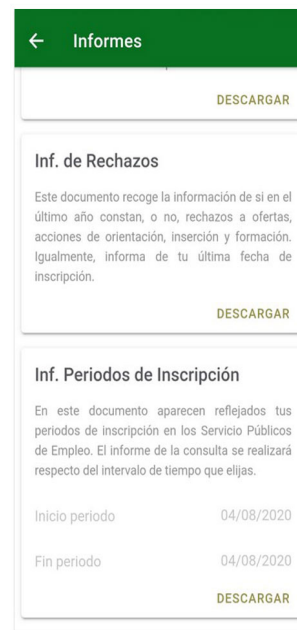 Informes
DESCARGAR
Inf. de Rechazos
Este documento recoge la información de si en el
último año constan, o no, rechazos a ofertas,
acciones de orientación, inserción y formación.
Igualmente, informa de tu última fecha de
inscripción.
DESCARGAR
Inf. Periodos de Inscripción
En este documento aparecen reflejados tus
periodos de inscripción en los Servicio Públicos
de Empleo. El informe de la consulta se realizará
respecto del intervalo de tiempo que elijas.
Inicio periodo 04/08/2020
Fin periodo 04/08/2020
DESCARGAR